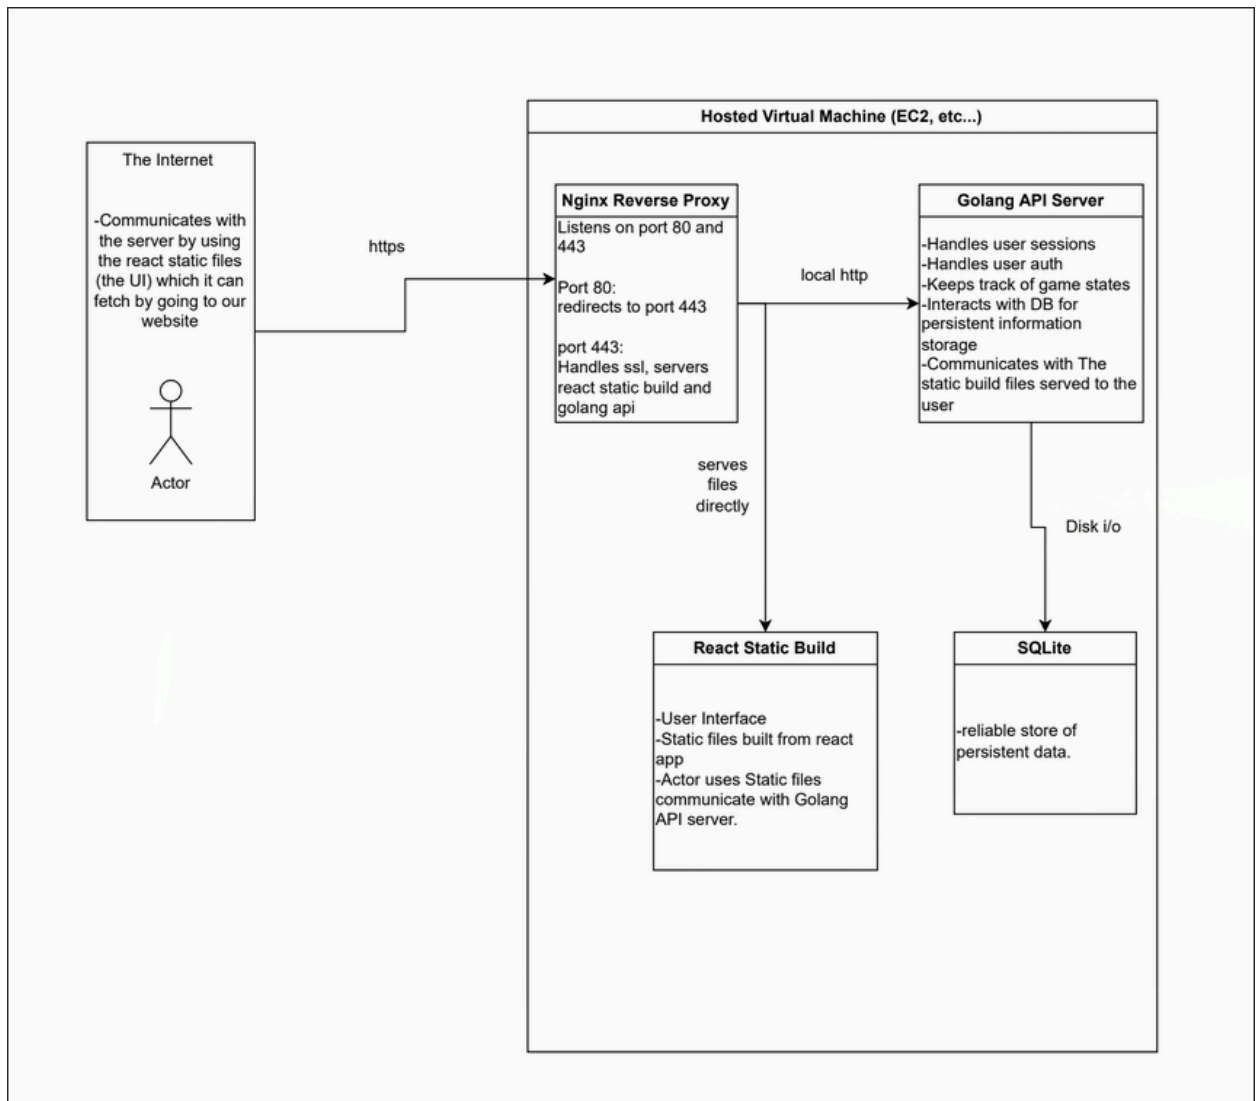 Hosted Virtual Machine (EC2, etc...)
The Internet
-Communicates with
the server by using
the react static files
(the UI) which it can
fetch by going to our
website
Actor
https
Nginx Reverse Proxy
Listens on port 80 and
443
Port 80:
redirects to port 443
port 443:
Handles ssl, servers
react static build and
golang api
local http
Golang API Server
-Handles user sessions
-Handles user auth
-Keeps track of game states
-Interacts with DB for
persistent information
storage
-Communicates with The
static build files served to the
user
serves
files
directly
Disk i/o
React Static Build
-User Interface
-Static files built from react
app
-Actor uses Static files
communicate with Golang
API server.
SQLite
-reliable store of
persistent data.